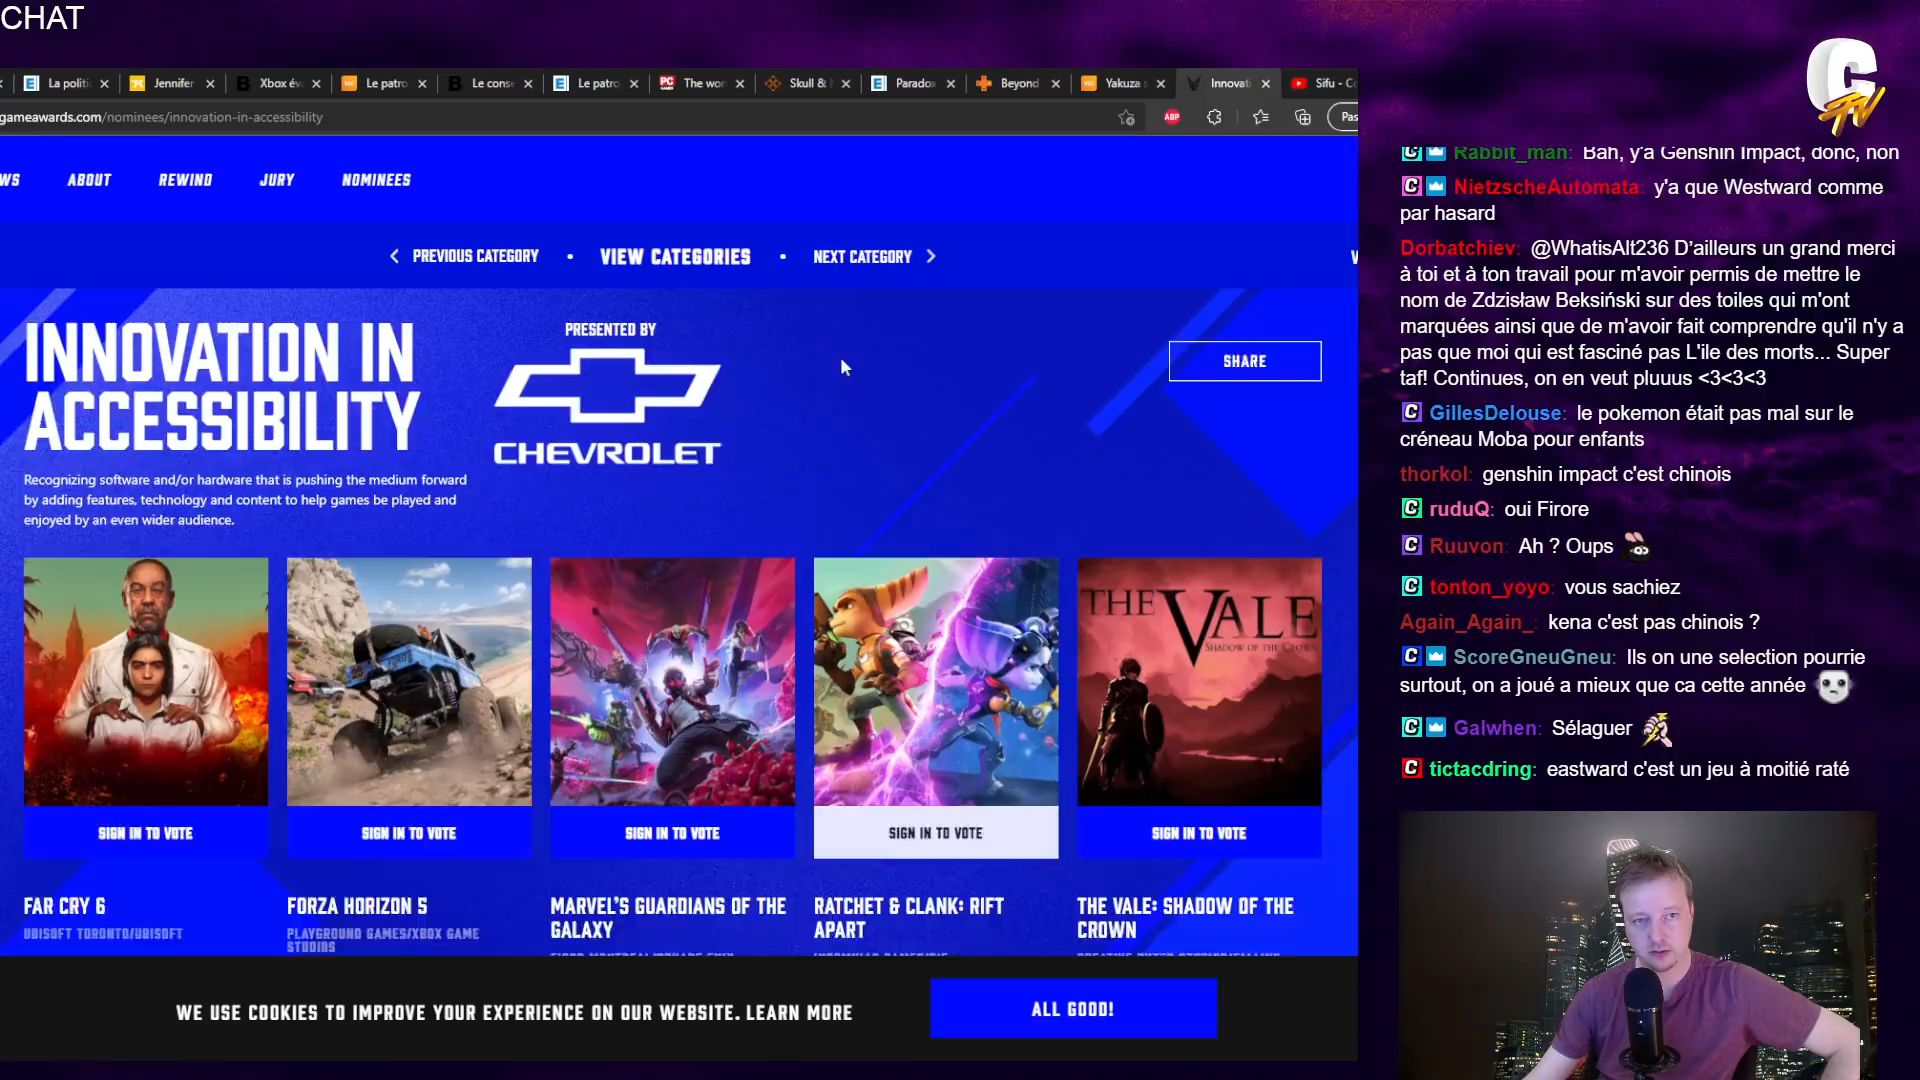 CHAT
La politi
Jennifer
Xbox év
Le patro
Le cons
Le patro
The wor
Skull &
Parado
Beyond
Yakuza s
Innovati
Sifu - C
gameawards.com/nominees/innovation-in-accessibility
ABP
Pas
WS
ABOUT
REWIND
JURY
NOMINEES
PREVIOUS CATEGORY
VIEW CATEGORIES
NEXT CATEGORY
INNOVATION IN
ACCESSIBILITY
PRESENTED BY
CHEVROLET
SHARE
Recognizing software and/or hardware that is pushing the medium forward
by adding features, technology and content to help games be played and
enjoyed by an even wider audience.
THE VALE
SHADOW OF THE CROWN
SIGN IN TO VOTE
SIGN IN TO VOTE
SIGN IN TO VOTE
SIGN IN TO VOTE
SIGN IN TO VOTE
FAR CRY 6
UBISOFT TORONTO/UBISOFT
FORZA HORIZON 5
PLAYGROUND GAMES/XBOX GAME
STUDIOS
MARVEL'S GUARDIANS OF THE
GALAXY
RATCHET & CLANK: RIFT
APART
THE VALE: SHADOW OF THE
CROWN
WE USE COOKIES TO IMPROVE YOUR EXPERIENCE ON OUR WEBSITE. LEARN MORE
ALL GOOD!
C
TV
Rabbit_man: Bah, y'a Genshin Impact, donc, non
NietzscheAutomata: y'a que Westward comme
par hasard
Dorbatchiev: @WhatisAlt236 D'ailleurs un grand merci
à toi et à ton travail pour m'avoir permis de mettre le
nom de Zdzisław Beksiński sur des toiles qui m'ont
marquées ainsi que de m'avoir fait comprendre qu'il n'y a
pas que moi qui est fasciné pas L'ile des morts... Super
taf! Continues, on en veut pluuus <3<3<3
GillesDelouse: le pokemon était pas mal sur le
créneau Moba pour enfants
thorkol: genshin impact c'est chinois
ruduQ: oui Firore
Ruuvon: Ah ? Oups
tonton_yoyo: vous sachiez
Again_Again_: kena c'est pas chinois ?
ScoreGneuGneu: Ils on une selection pourrie
surtout, on a joué a mieux que ca cette année
Galwhen: Sélaguer
tictacdring: eastward c'est un jeu à moitié raté